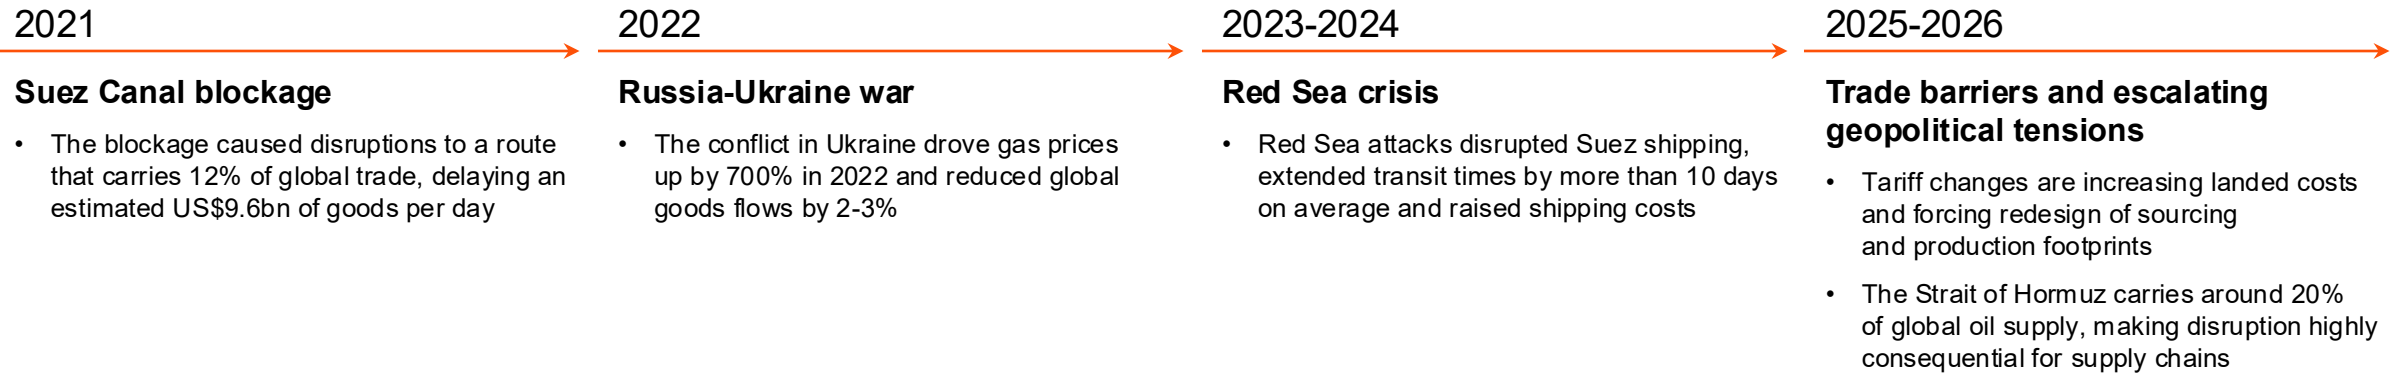 2021
Suez Canal blockage
• The blockage caused disruptions to a route
that carries 12% of global trade, delaying an
estimated US$9.6bn of goods per day
2022
Russia-Ukraine war
• The conflict in Ukraine drove gas prices
up by 700% in 2022 and reduced global
goods flows by 2-3%
2023-2024
Red Sea crisis
• Red Sea attacks disrupted Suez shipping,
extended transit times by more than 10 days
on average and raised shipping costs
2025-2026
Trade barriers and escalating
geopolitical tensions
• Tariff changes are increasing landed costs
and forcing redesign of sourcing
and production footprints
• The Strait of Hormuz carries around 20%
of global oil supply, making disruption highly
consequential for supply chains